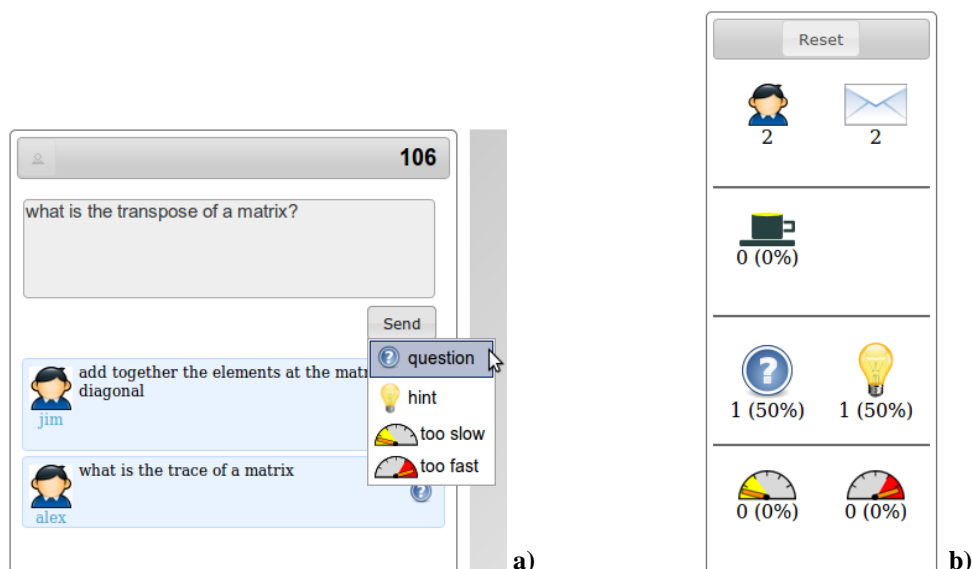 106
what is the transpose of a matrix?
Send
question
hint
too slow
too fast
add together the elements at the
diagonal
jim
what is the trace of a matrix
alex
a)
Reset
2 2
0 (0%)
1 (50%) 1 (50%)
0 (0%) 0 (0%)
b)